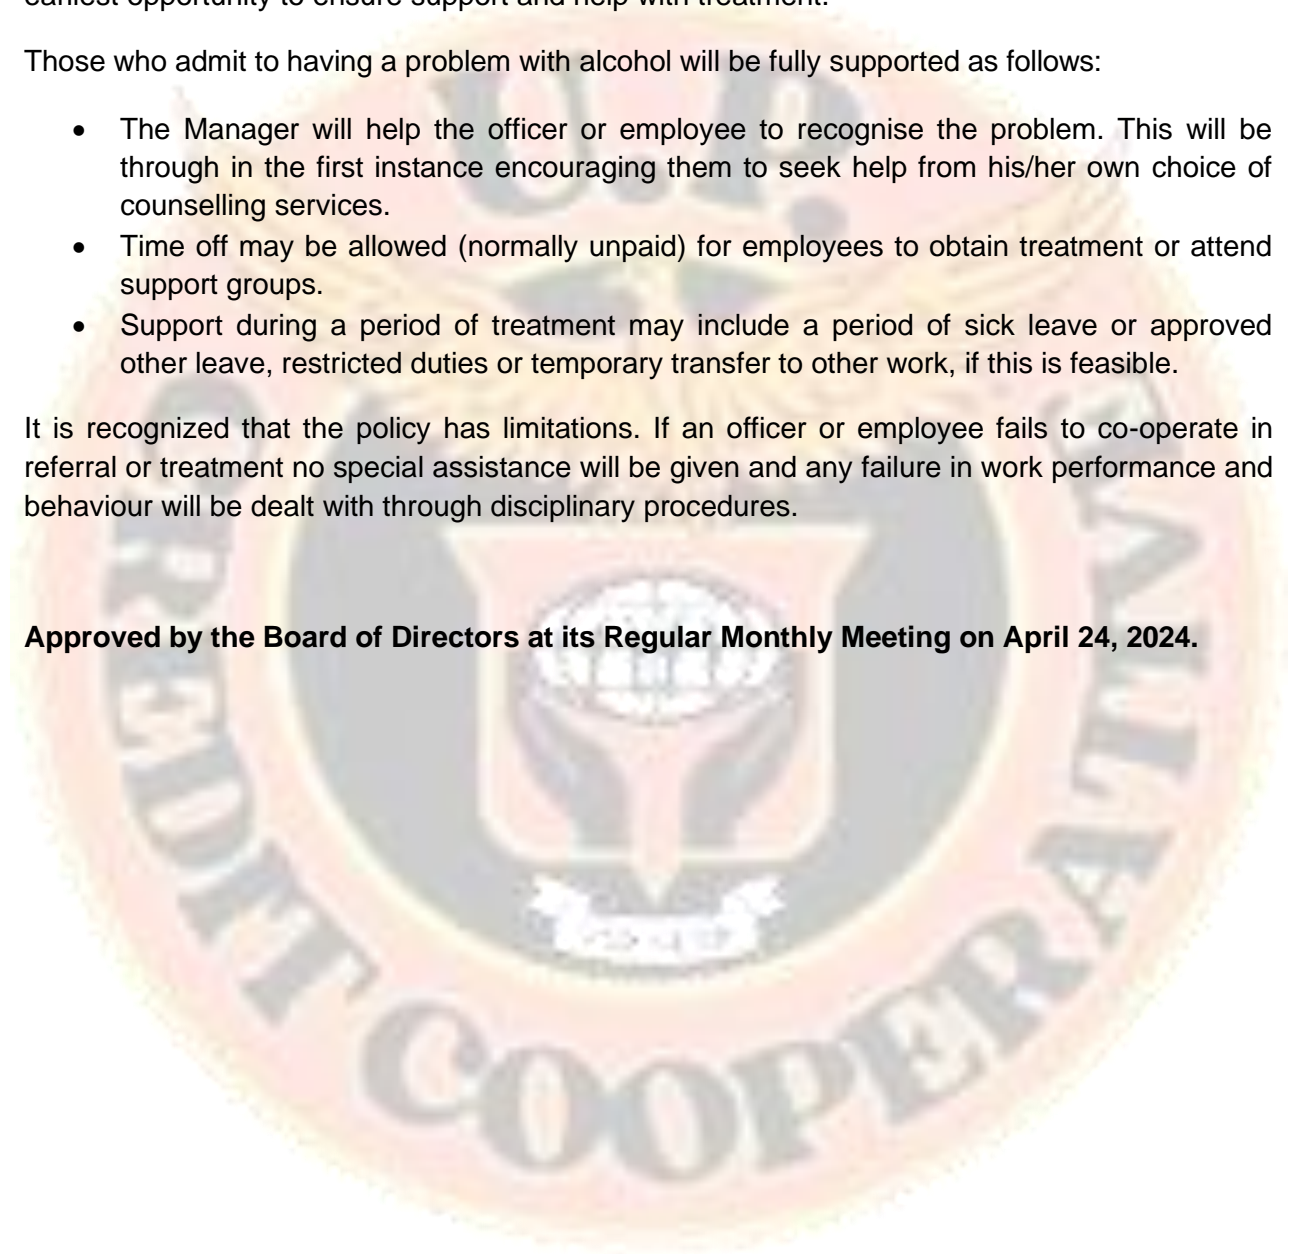 earliest opportunity to ensure support and help with treatment.
Those who admit to having a problem with alcohol will be fully supported as follows:
• The Manager will help the officer or employee to recognise the problem. This will be
through in the first instance encouraging them to seek help from his/her own choice of
counselling services.
• Time off may be allowed (normally unpaid) for employees to obtain treatment or attend
support groups.
• Support during a period of treatment may include a period of sick leave or approved
other leave, restricted duties or temporary transfer to other work, if this is feasible.
It is recognized that the policy has limitations. If an officer or employee fails to co-operate in
referral or treatment no special assistance will be given and any failure in work performance and
behaviour will be dealt with through disciplinary procedures.
Approved by the Board of Directors at its Regular Monthly Meeting on April 24, 2024.
U.P.
CREDIT COOPERATIVE